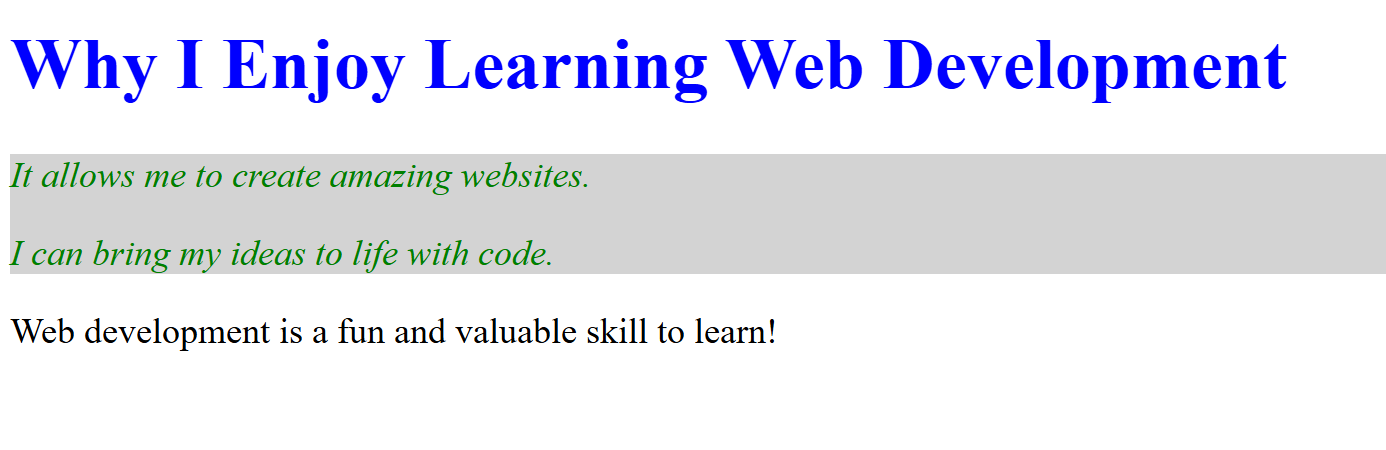 Why I Enjoy Learning Web Development
It allows me to create amazing websites.
I can bring my ideas to life with code.
Web development is a fun and valuable skill to learn!